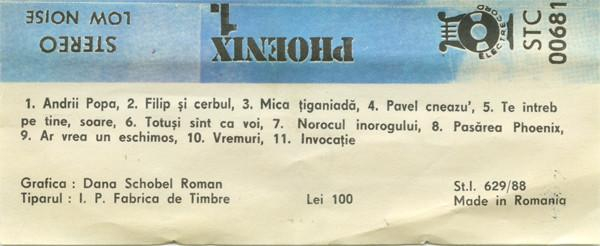 STEREO
LOW NOISE
PHOENIX
1.
ELECTRECORD
STC
00681
1. Andrii Popa, 2. Filip și cerbul, 3. Mica țiganiadă, 4. Pavel cneazu', 5. Te intreb
pe tine, soare, 6. Totuși sint ca voi, 7. Norocul inorogului, 8. Pasărea Phoenix,
9. Ar vrea un eschimos, 10. Vremuri, 11. Invocație
Grafica : Dana Schobel Roman
Tiparul : I. P. Fabrica de Timbre
Lei 100
St.I. 629/88
Made in Romania